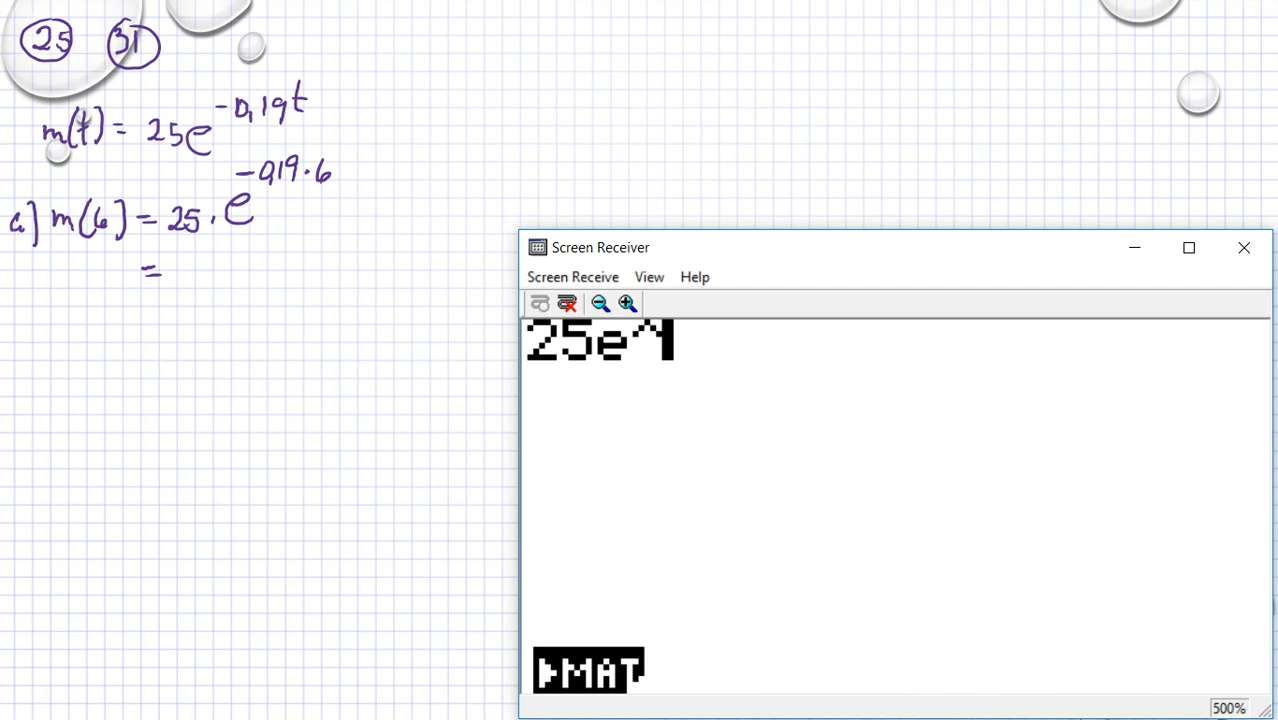 25 31
m(t) = 25e^-0,19t
a] m(6) = 25 · e^-0,19·6
=
Screen Receiver
Screen Receive View Help
25e^
MAT
500%